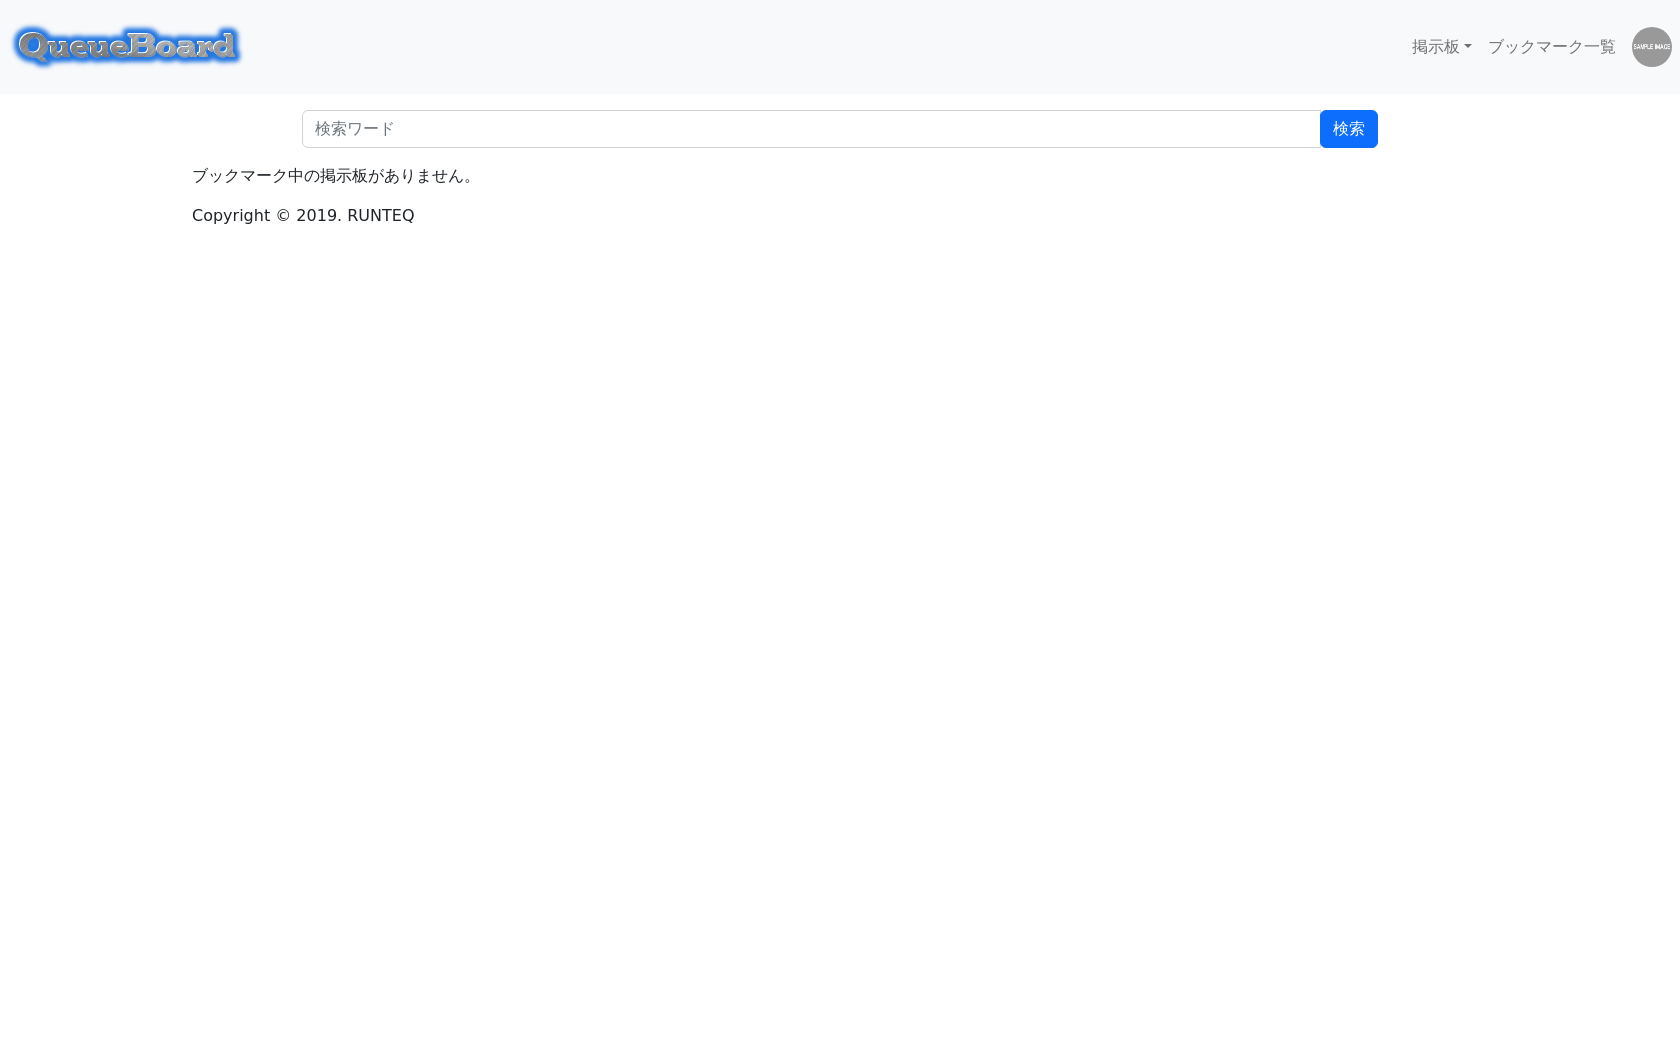 QueueBoard
掲示板
ブックマーク一覧
SAMPLE IMAGE
検索ワード
検索
ブックマーク中の掲示板がありません。
Copyright © 2019. RUNTEQ